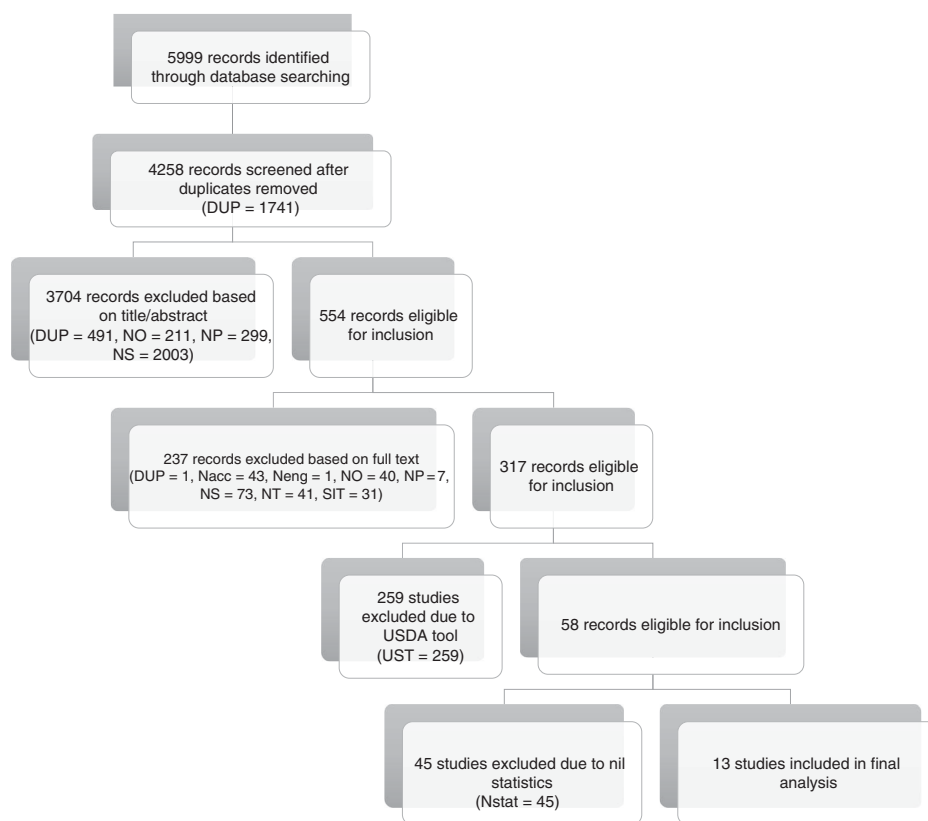 5999 records identified
through database searching
4258 records screened after
duplicates removed
(DUP = 1741)
3704 records excluded based
on title/abstract
(DUP = 491, NO = 211, NP = 299,
NS = 2003)
554 records eligible
for inclusion
237 records excluded based on full text
(DUP = 1, Nacc = 43, Neng = 1, NO = 40, NP = 7,
NS = 73, NT = 41, SIT = 31)
317 records eligible
for inclusion
259 studies
excluded due to
USDA tool
(UST = 259)
58 records eligible for inclusion
45 studies excluded due to nil
statistics
(Nstat = 45)
13 studies included in final
analysis